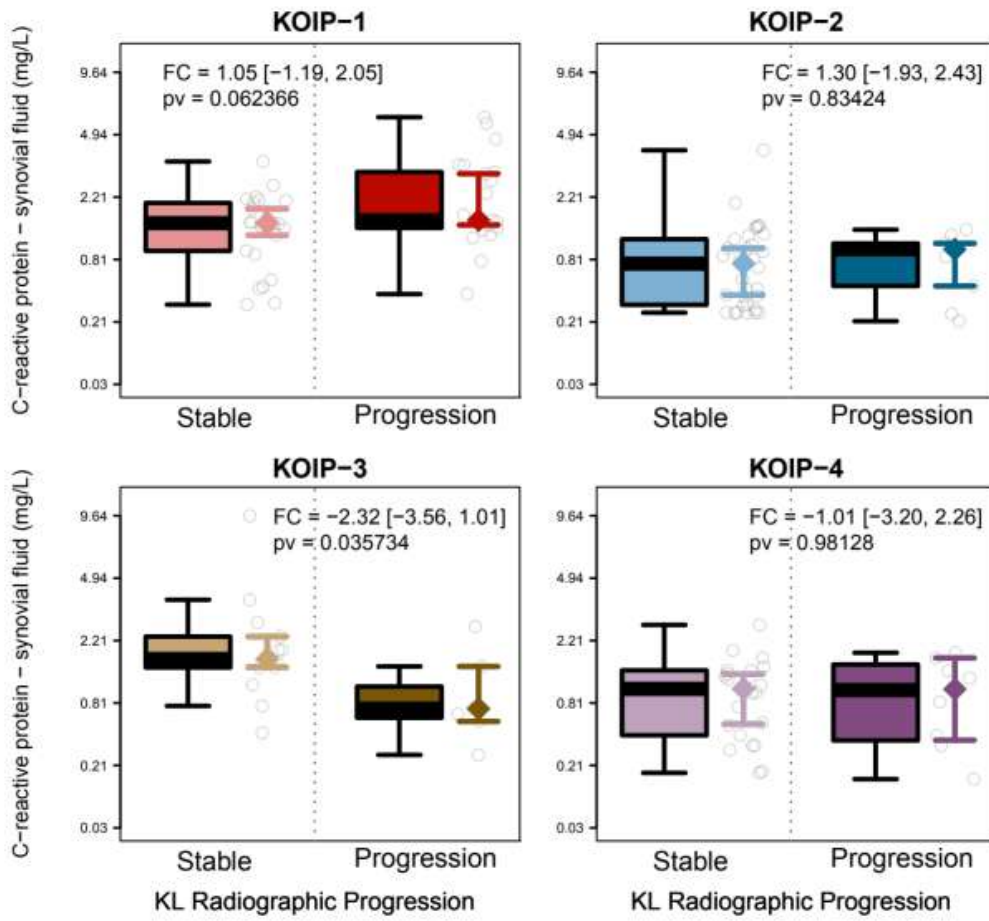 KOIP−1
C−reactive protein − synovial fluid (mg/L)
9.64
4.94
2.21
0.81
0.21
0.03
FC = 1.05 [−1.19, 2.05]
pv = 0.062366
Stable
Progression
KOIP−2
9.64
4.94
2.21
0.81
0.21
0.03
FC = 1.30 [−1.93, 2.43]
pv = 0.83424
Stable
Progression
KOIP−3
C−reactive protein − synovial fluid (mg/L)
9.64
4.94
2.21
0.81
0.21
0.03
FC = −2.32 [−3.56, 1.01]
pv = 0.035734
Stable
Progression
KL Radiographic Progression
KOIP−4
9.64
4.94
2.21
0.81
0.21
0.03
FC = −1.01 [−3.20, 2.26]
pv = 0.98128
Stable
Progression
KL Radiographic Progression